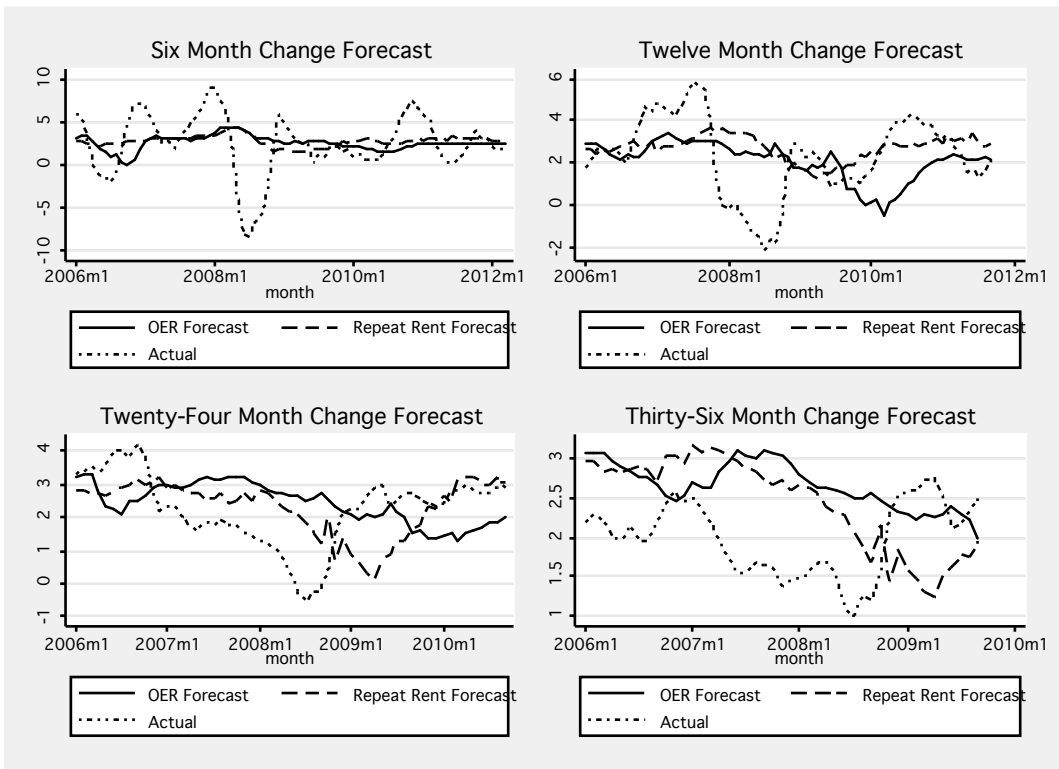 Six Month Change Forecast
10
5
0
-5
-10
2006m1 2008m1 2010m1 2012m1
month
OER Forecast Repeat Rent Forecast
Actual
Twelve Month Change Forecast
6
4
2
0
-2
2006m1 2008m1 2010m1 2012m1
month
OER Forecast Repeat Rent Forecast
Actual
Twenty-Four Month Change Forecast
4
3
2
1
0
-1
2006m1 2007m1 2008m1 2009m1 2010m1
month
OER Forecast Repeat Rent Forecast
Actual
Thirty-Six Month Change Forecast
3
2.5
2
1.5
1
2006m1 2007m1 2008m1 2009m1 2010m1
month
OER Forecast Repeat Rent Forecast
Actual